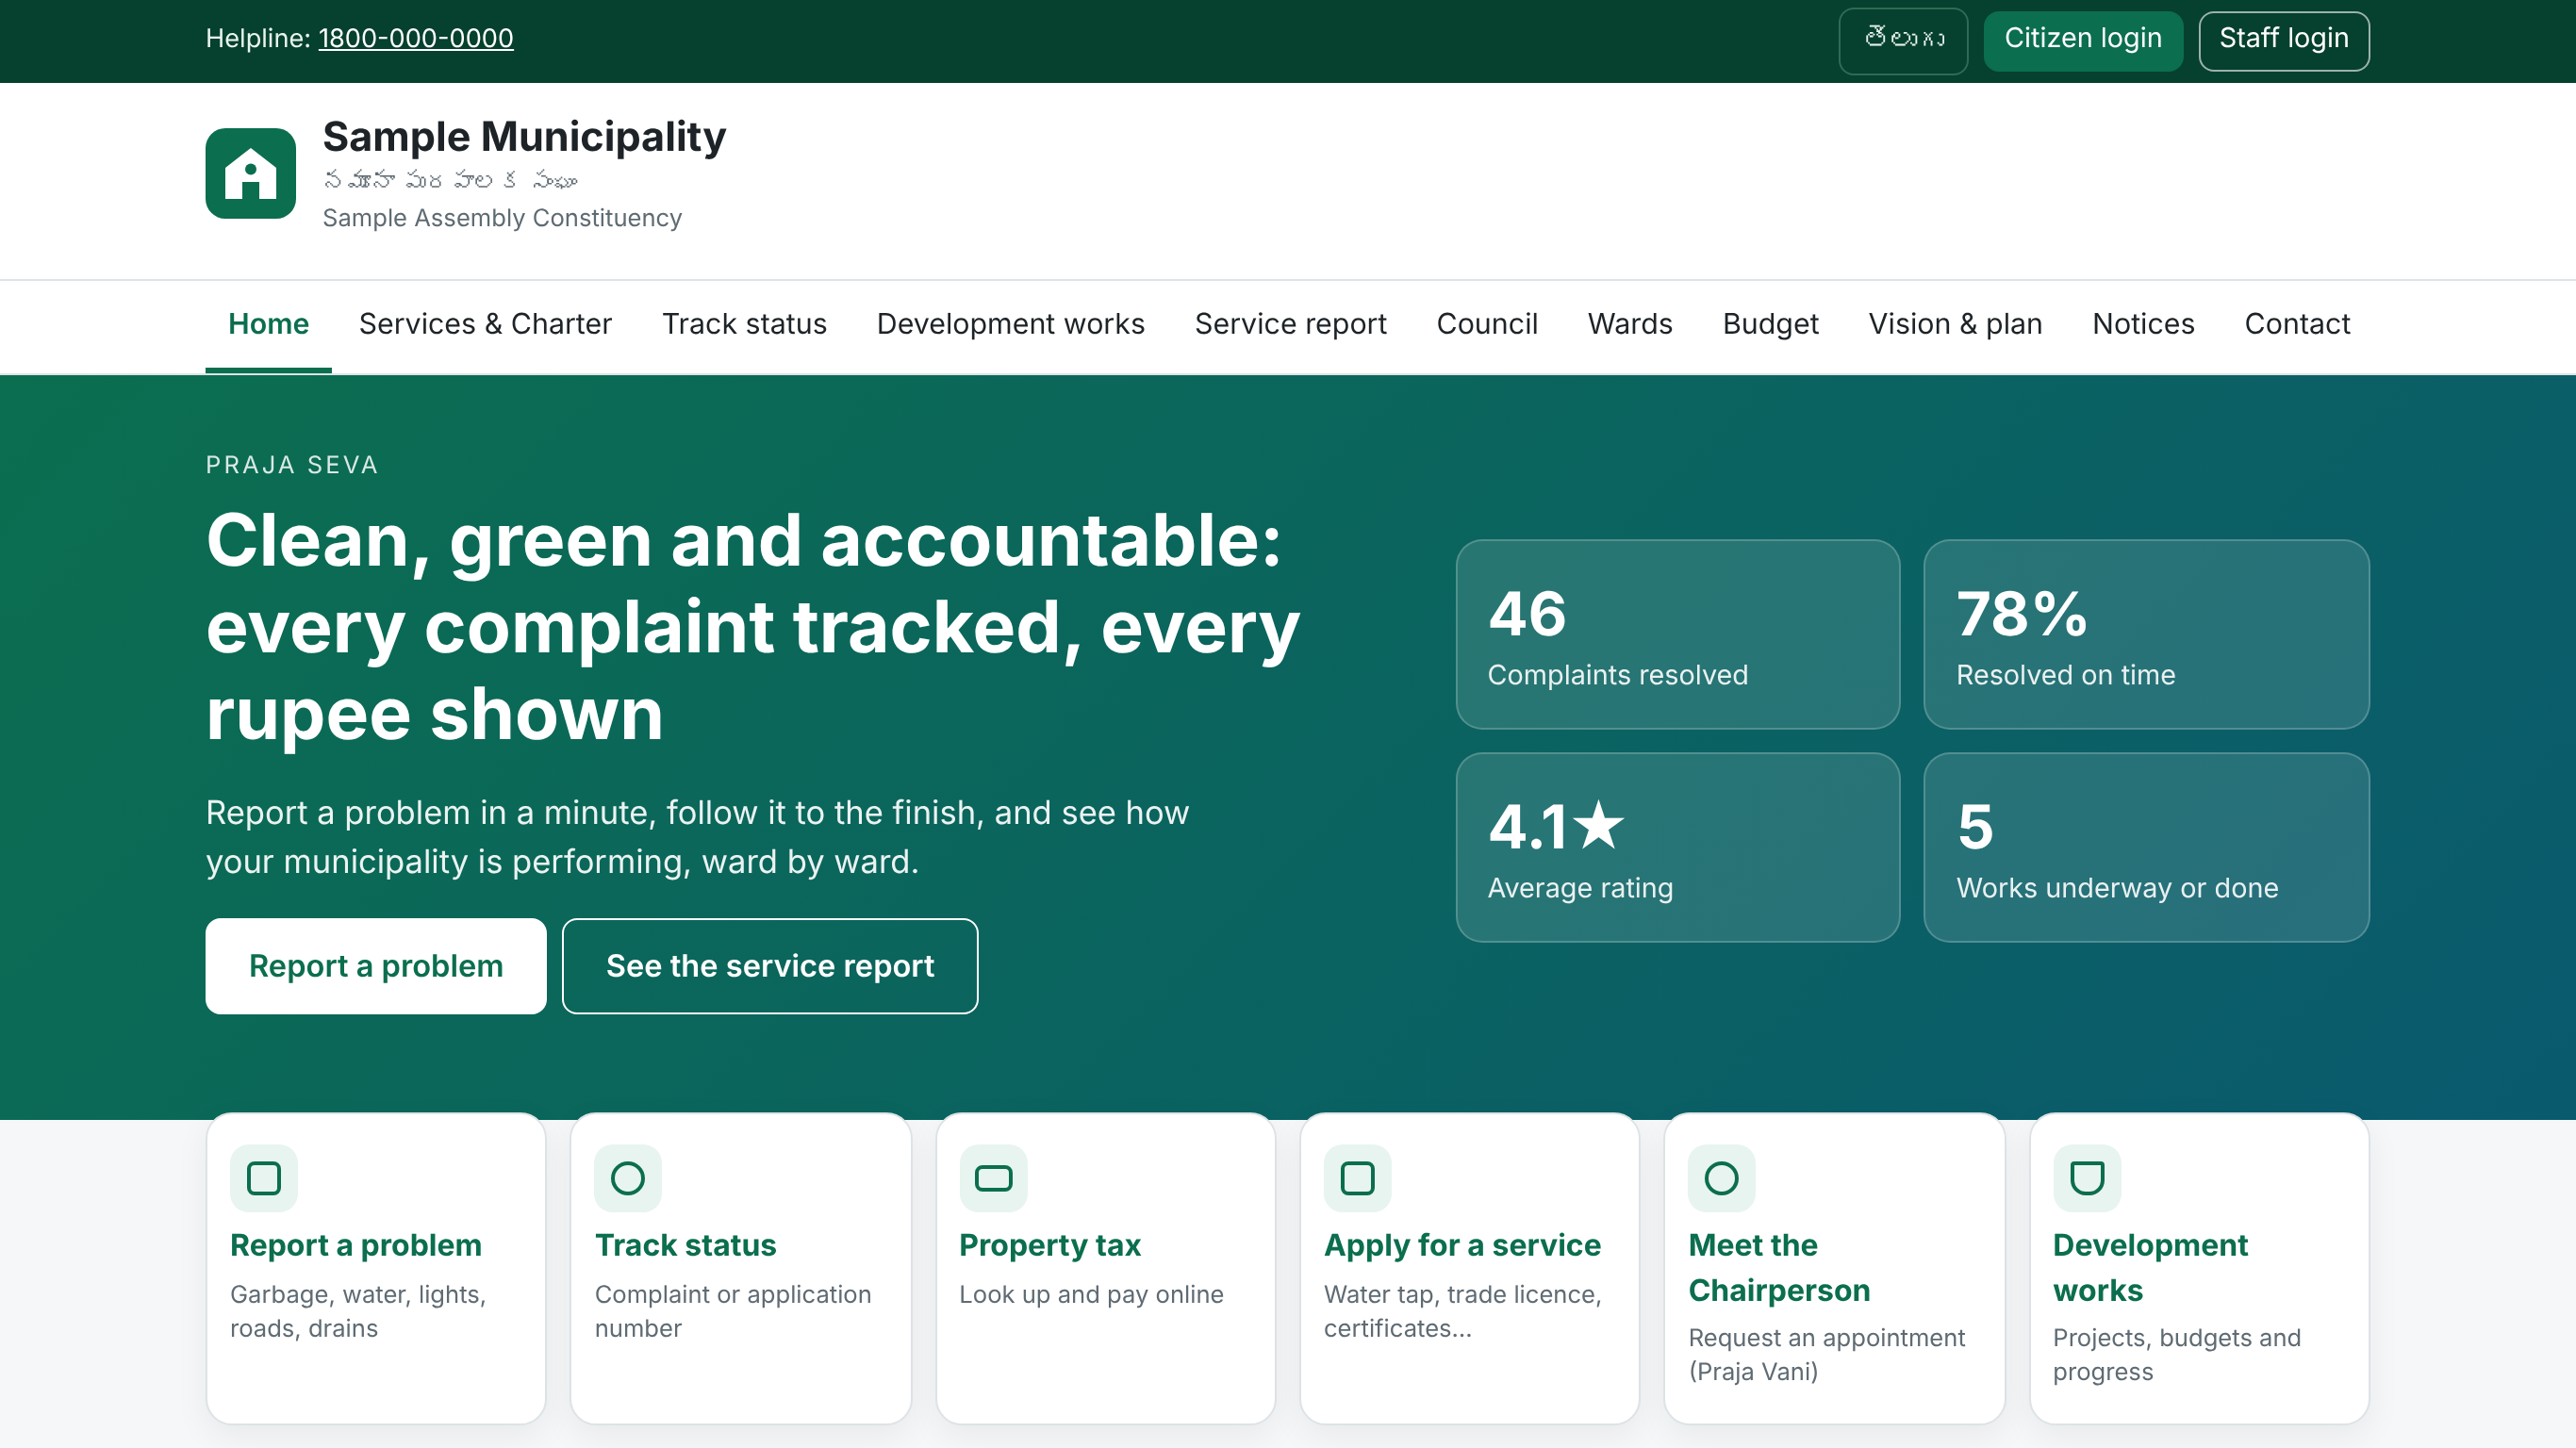 Helpline: 1800-000-0000
తెలుగు
Citizen login
Staff login
Sample Municipality
నమూనా పురపాలక సంఘం
Sample Assembly Constituency
Home
Services & Charter
Track status
Development works
Service report
Council
Wards
Budget
Vision & plan
Notices
Contact
PRAJA SEVA
Clean, green and accountable:
every complaint tracked, every
rupee shown
Report a problem in a minute, follow it to the finish, and see how
your municipality is performing, ward by ward.
Report a problem
See the service report
46
Complaints resolved
78%
Resolved on time
4.1★
Average rating
5
Works underway or done
Report a problem
Garbage, water, lights,
roads, drains
Track status
Complaint or application
number
Property tax
Look up and pay online
Apply for a service
Water tap, trade licence,
certificates...
Meet the
Chairperson
Request an appointment
(Praja Vani)
Development
works
Projects, budgets and
progress